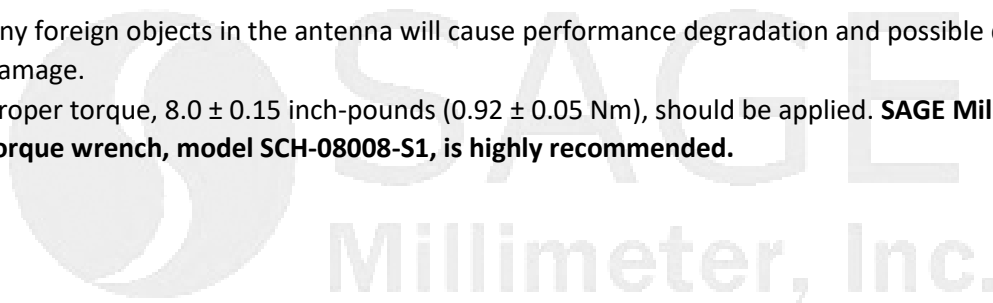 ny foreign objects in the antenna will cause performance degradation and possible
amage.
roper torque, 8.0 ± 0.15 inch-pounds (0.92 ± 0.05 Nm), should be applied. SAGE Mil
orque wrench, model SCH-08008-S1, is highly recommended.
SAGE
Millimeter, Inc.